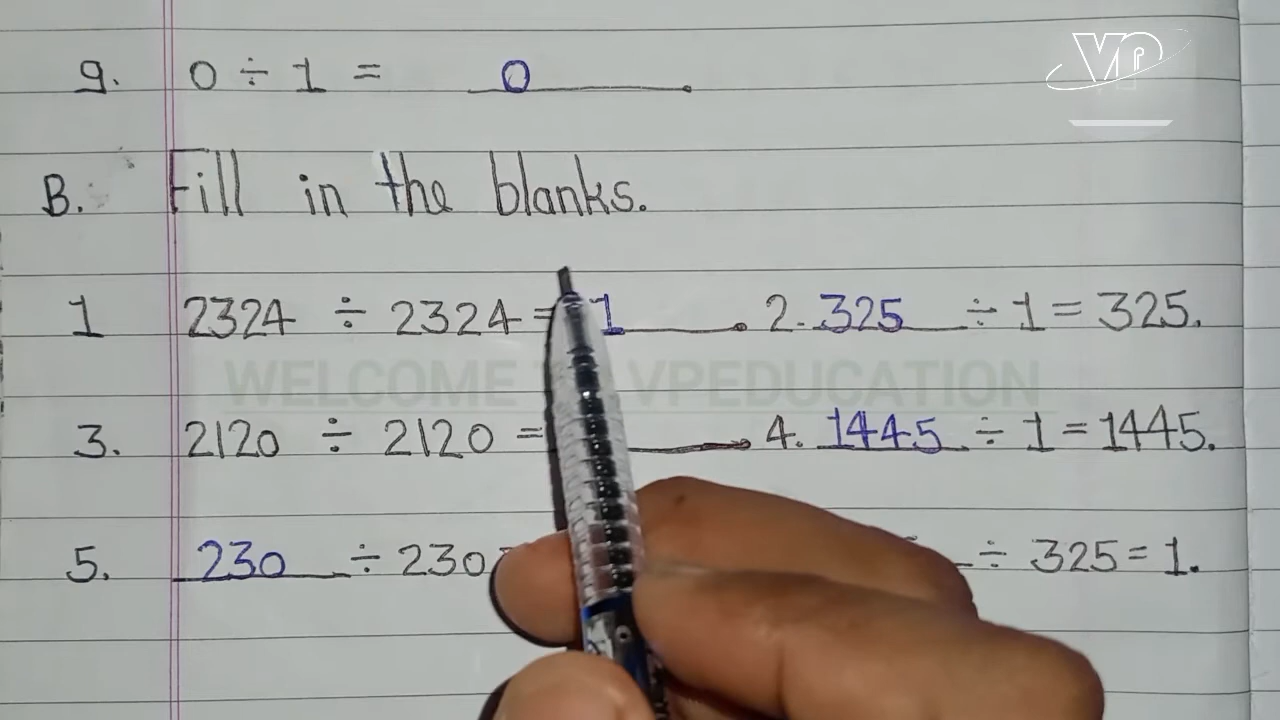 9. 0 ÷ 1 = 0.
VP
B. Fill in the blanks.
1 2324 ÷ 2324 = 1. 2. 325 ÷ 1 = 325.
WELCOME VPEDUCATION
3. 2120 ÷ 2120 = . 4. 1445 ÷ 1 = 1445.
5. 230 ÷ 230 ÷ 325 = 1.